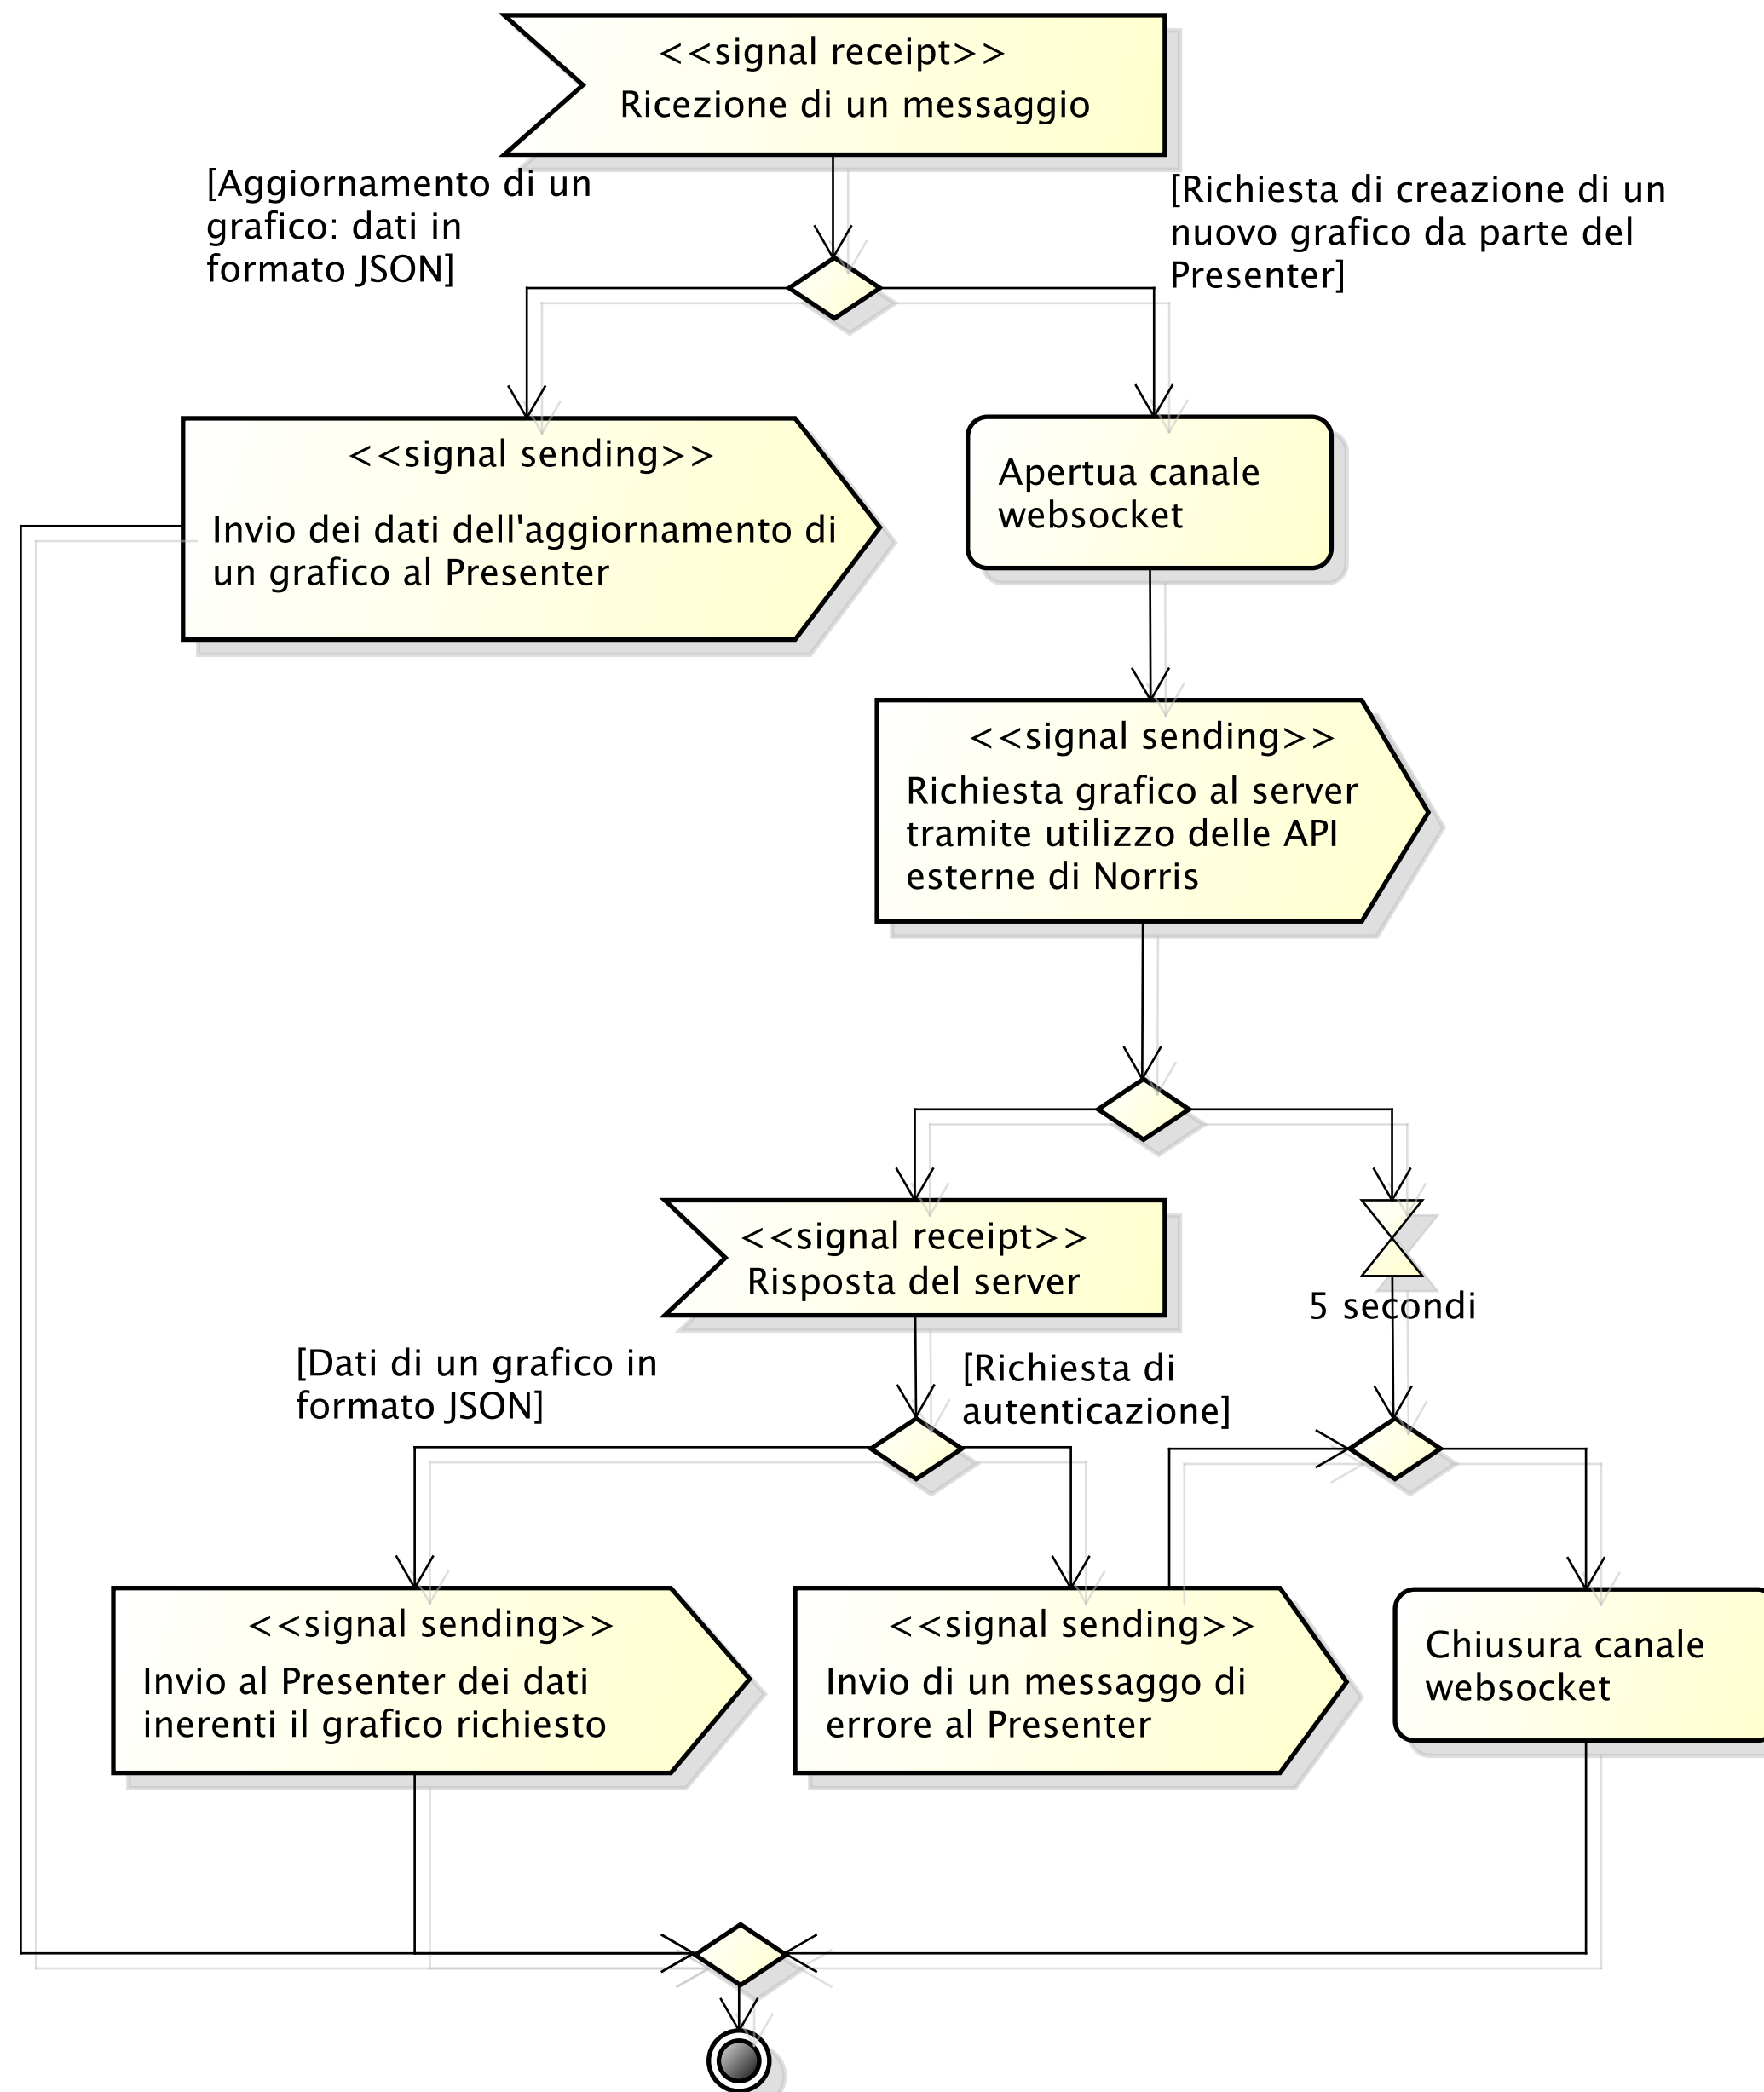 <<signal receipt>>
Ricezione di un messaggio
[Aggiornamento di un
grafico: dati in
formato JSON]
[Richiesta di creazione di un
nuovo grafico da parte del
Presenter]
<<signal sending>>
Invio dei dati dell'aggiornamento di
un grafico al Presenter
Apertua canale
websocket
<<signal sending>>
Richiesta grafico al server
tramite utilizzo delle API
esterne di Norris
<<signal receipt>>
Risposta del server
5 secondi
[Dati di un grafico in
formato JSON]
[Richiesta di
autenticazione]
<<signal sending>>
Invio al Presenter dei dati
inerenti il grafico richiesto
<<signal sending>>
Invio di un messaggo di
errore al Presenter
Chiusura canale
websocket